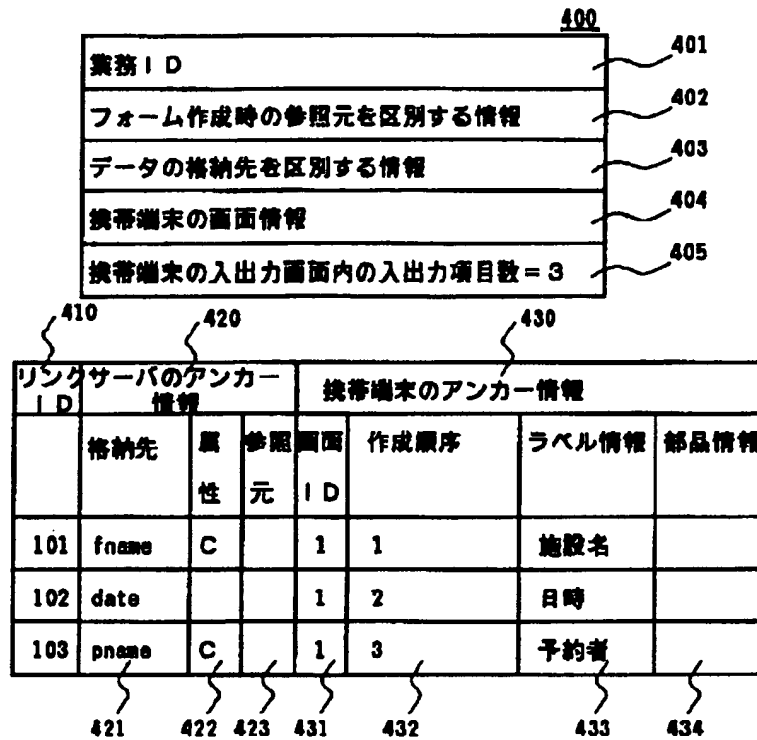 400
業務ID
401
フォーム作成時の参照元を区別する情報
402
データの格納先を区別する情報
403
携帯端末の画面情報
404
携帯端末の入出力画面内の入出力項目数=3
405
410
420
430
リンクID
サーバのアンカー情報
携帯端末のアンカー情報
格納先
属性
参照元
画面ID
作成順序
ラベル情報
部品情報
101 fname C 1 1 施設名
102 date 1 2 日時
103 pname C 1 3 予約者
421 422 423 431 432 433 434